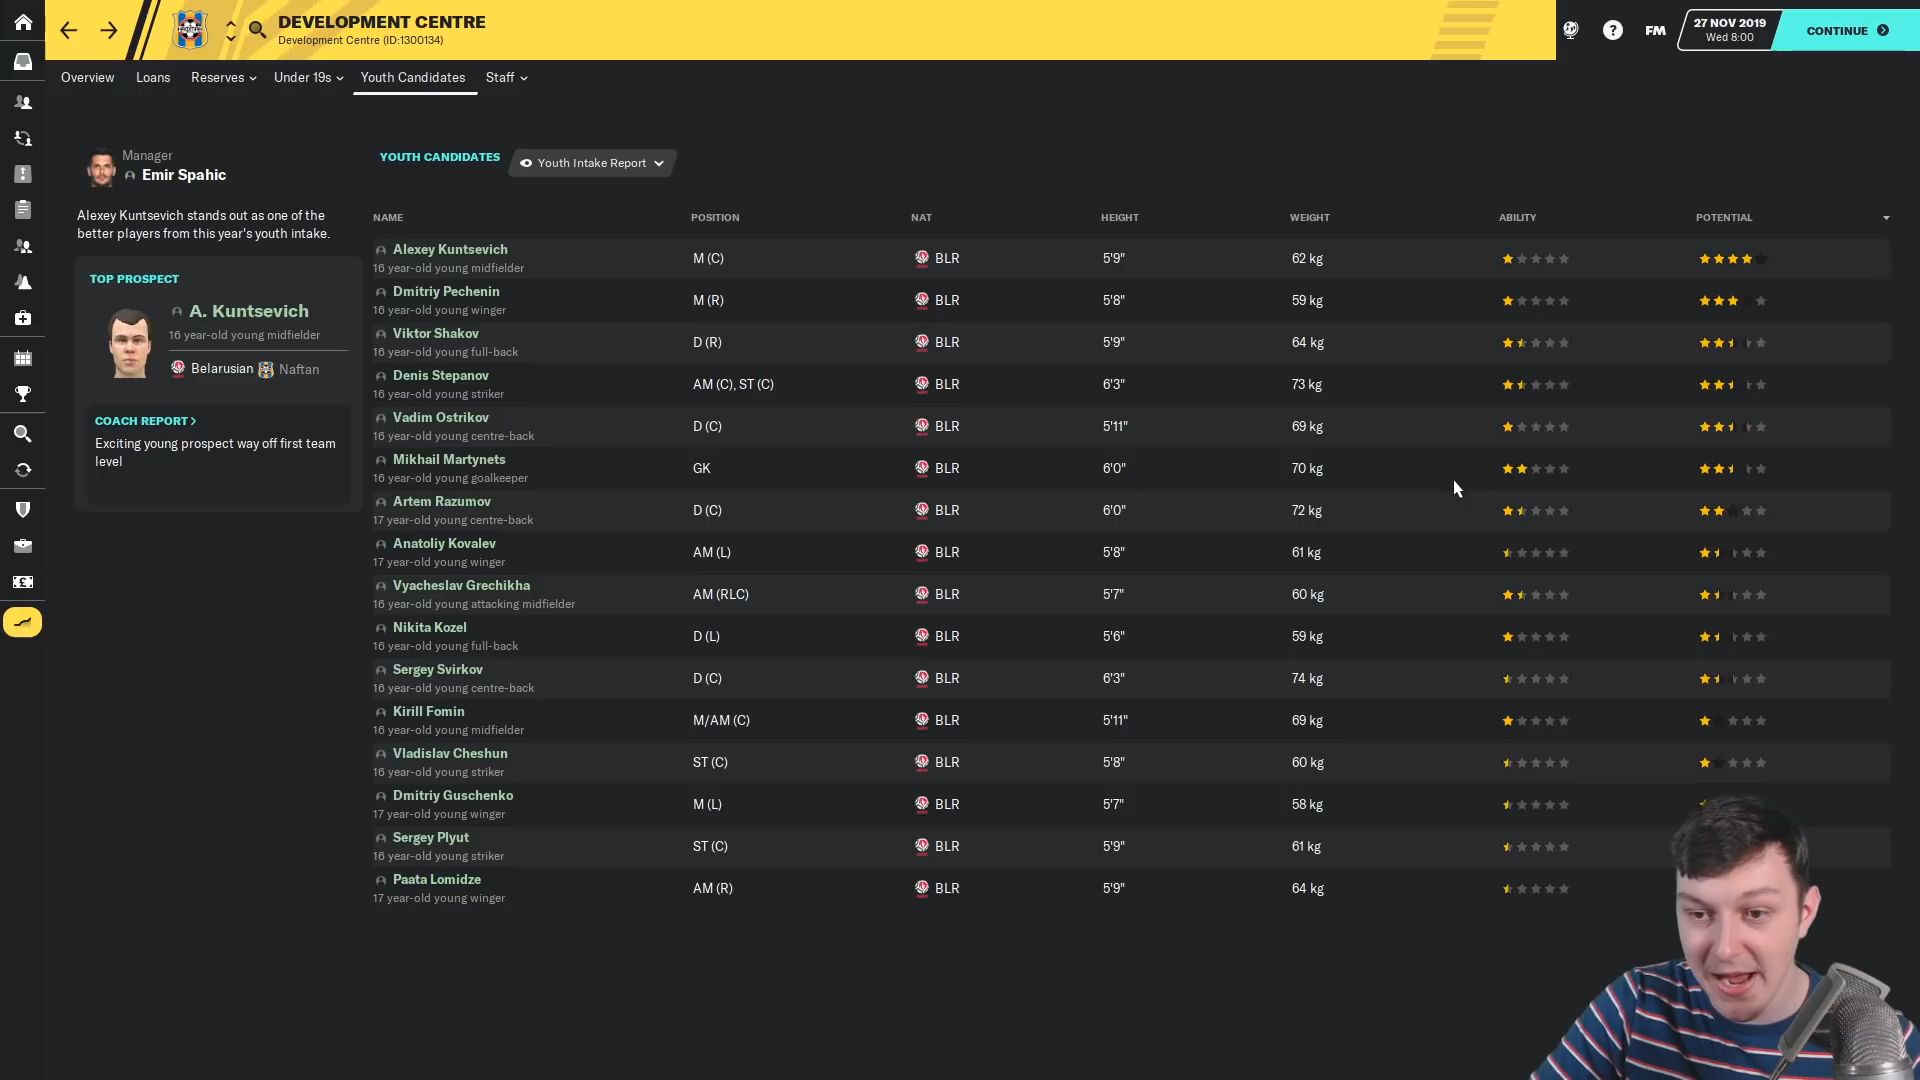 DEVELOPMENT CENTRE
Development Centre (ID:1300134)
FM
27 NOV 2019
Wed 8:00
CONTINUE
Overview
Loans
Reserves
Under 19s
Youth Candidates
Staff
Manager
Emir Spahic
Alexey Kuntsevich stands out as one of the
better players from this year's youth intake.
TOP PROSPECT
A. Kuntsevich
16 year-old young midfielder
Belarusian Naftan
COACH REPORT
Exciting young prospect way off first team
level
YOUTH CANDIDATES
Youth Intake Report
NAME POSITION NAT HEIGHT WEIGHT ABILITY POTENTIAL
Alexey Kuntsevich M (C) BLR 5'9" 62 kg
16 year-old young midfielder
Dmitriy Pechenin M (R) BLR 5'8" 59 kg
16 year-old young winger
Viktor Shakov D (R) BLR 5'9" 64 kg
16 year-old young full-back
Denis Stepanov AM (C), ST (C) BLR 6'3" 73 kg
16 year-old young striker
Vadim Ostrikov D (C) BLR 5'11" 69 kg
16 year-old young centre-back
Mikhail Martynets GK BLR 6'0" 70 kg
16 year-old young goalkeeper
Artem Razumov D (C) BLR 6'0" 72 kg
17 year-old young centre-back
Anatoliy Kovalev AM (L) BLR 5'8" 61 kg
17 year-old young winger
Vyacheslav Grechikha AM (RLC) BLR 5'7" 60 kg
16 year-old young attacking midfielder
Nikita Kozel D (L) BLR 5'6" 59 kg
16 year-old young full-back
Sergey Svirkov D (C) BLR 6'3" 74 kg
16 year-old young centre-back
Kirill Fomin M/AM (C) BLR 5'11" 69 kg
16 year-old young midfielder
Vladislav Cheshun ST (C) BLR 5'8" 60 kg
16 year-old young striker
Dmitriy Guschenko M (L) BLR 5'7" 58 kg
17 year-old young winger
Sergey Plyut ST (C) BLR 5'9" 61 kg
16 year-old young striker
Paata Lomidze AM (R) BLR 5'9" 64 kg
17 year-old young winger